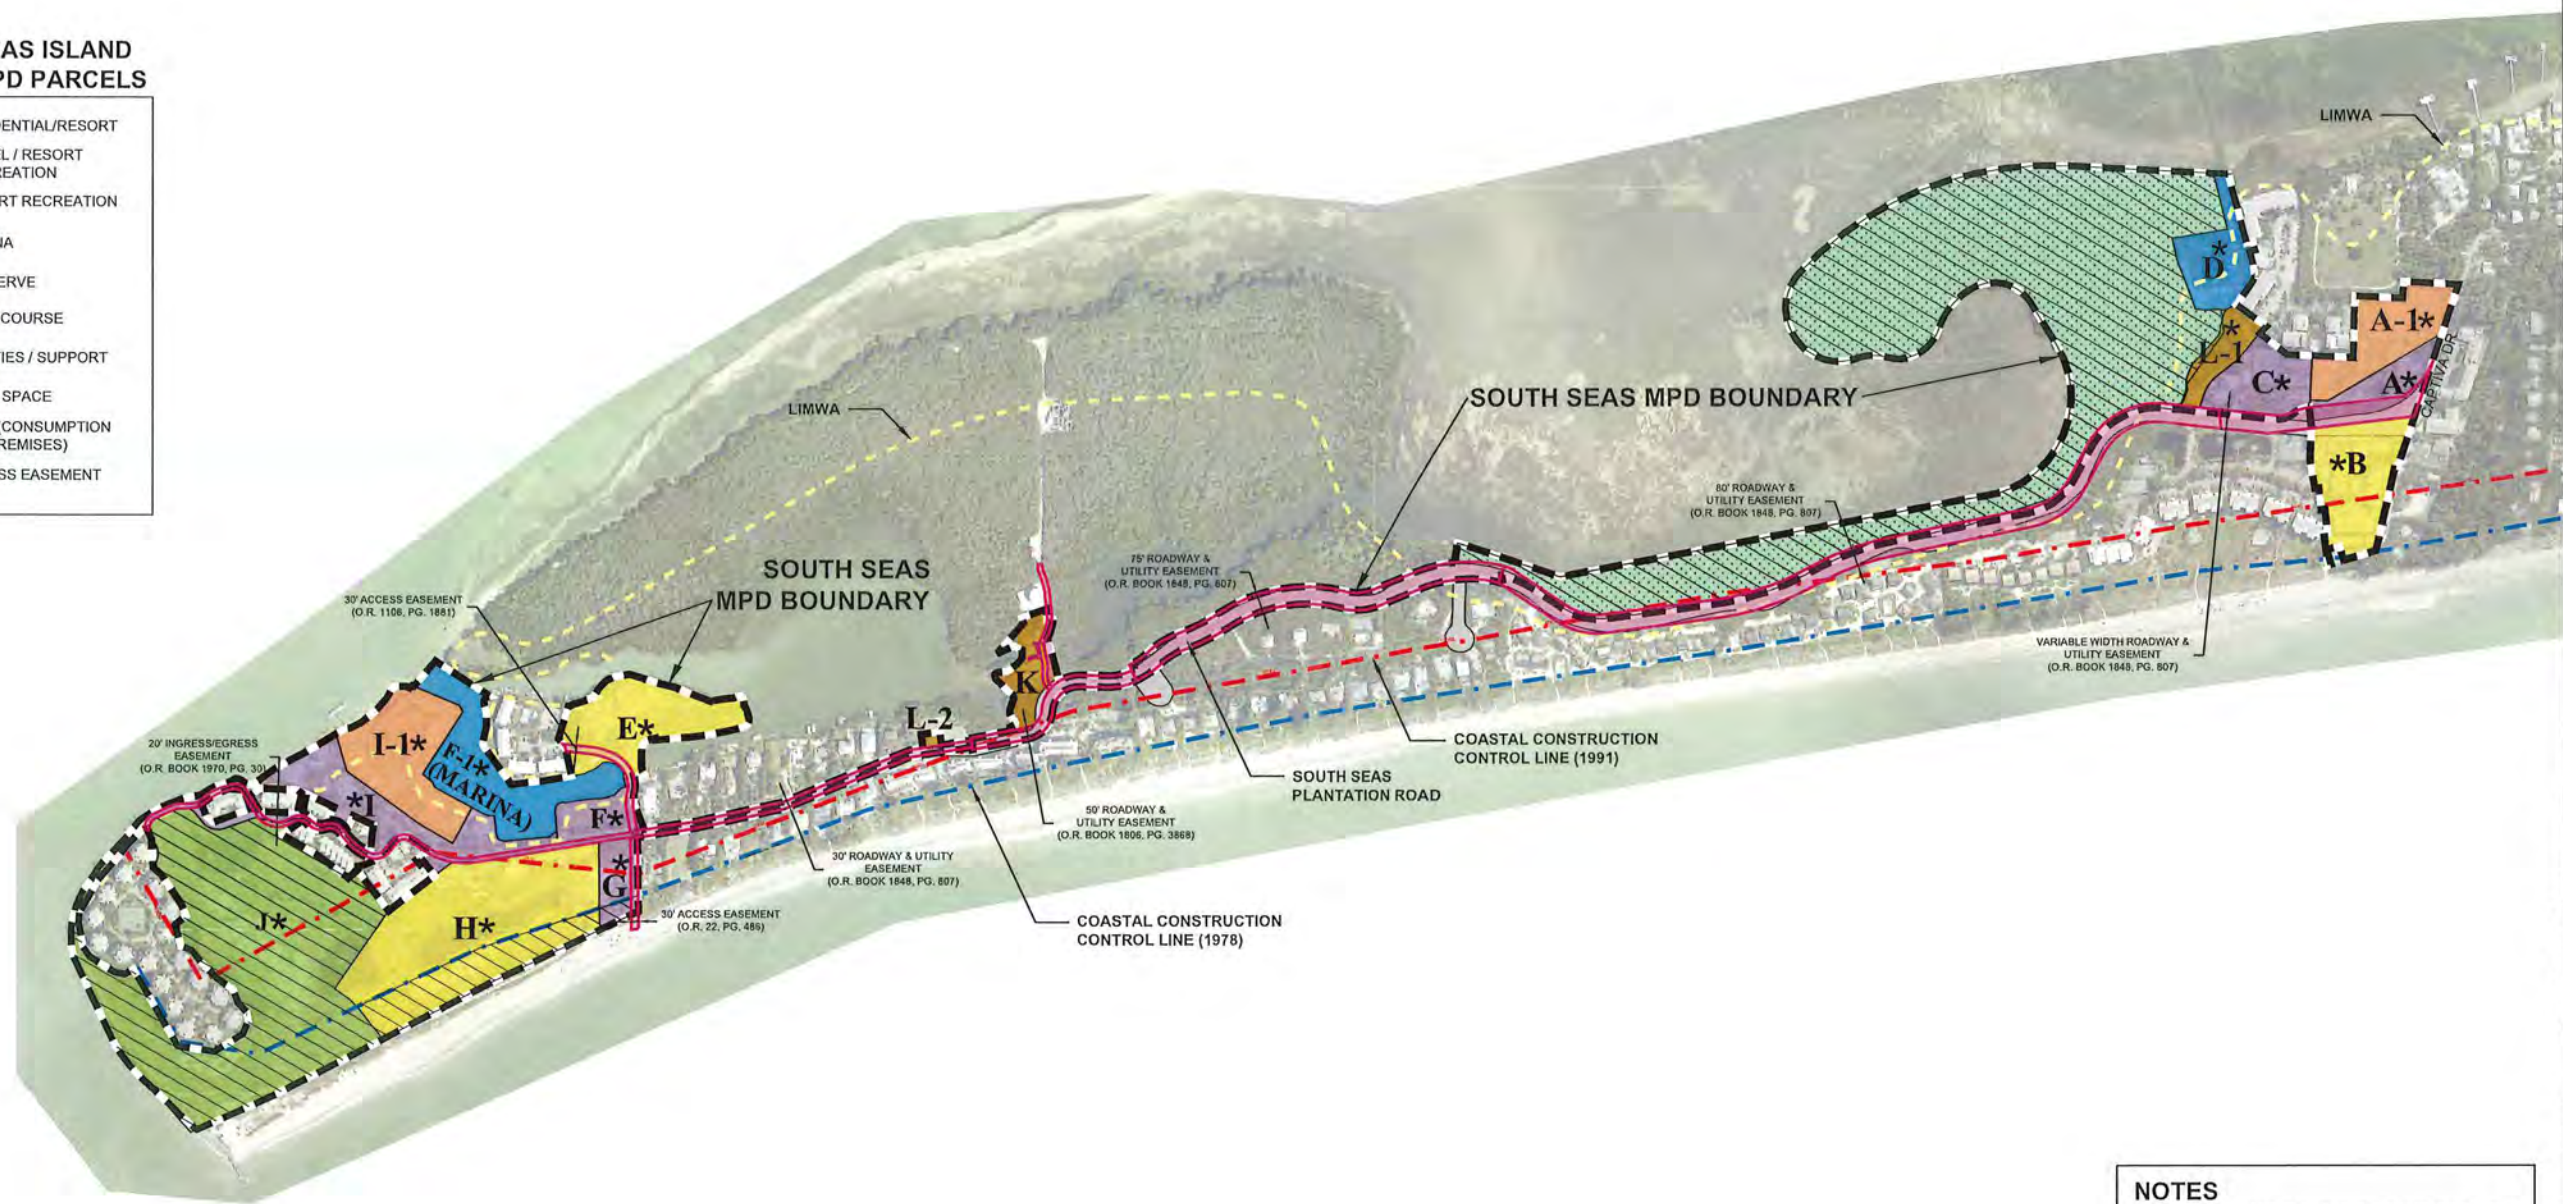 AS ISLAND
PD PARCELS
DENTIAL/RESORT
L / RESORT
REATION
RT RECREATION
NA
ERVE
COURSE
IES / SUPPORT
SPACE
(CONSUMPTION
REMISES)
SS EASEMENT
LIMWA
D*
A-1*
L-1*
C*
A*
CAPTIVA DR
*B
SOUTH SEAS MPD BOUNDARY
LIMWA
80' ROADWAY &
UTILITY EASEMENT
(O.R. BOOK 1848, PG. 807)
75' ROADWAY &
UTILITY EASEMENT
(O.R. BOOK 1848, PG. 807)
SOUTH SEAS
MPD BOUNDARY
30' ACCESS EASEMENT
(O.R. 1106, PG. 1881)
VARIABLE WIDTH ROADWAY &
UTILITY EASEMENT
(O.R. BOOK 1848, PG. 807)
K
L-2
E*
I-1*
F-1*
(MARINA)
20' INGRESS/EGRESS
EASEMENT
(O.R. BOOK 1970, PG. 30)
COASTAL CONSTRUCTION
CONTROL LINE (1991)
SOUTH SEAS
PLANTATION ROAD
*I
F*
50' ROADWAY &
UTILITY EASEMENT
(O.R. BOOK 1806, PG. 3868)
30' ROADWAY & UTILITY
EASEMENT
(O.R. BOOK 1848, PG. 807)
*
G
J*
H*
30' ACCESS EASEMENT
(O.R. 22, PG. 486)
COASTAL CONSTRUCTION
CONTROL LINE (1978)
NOTES